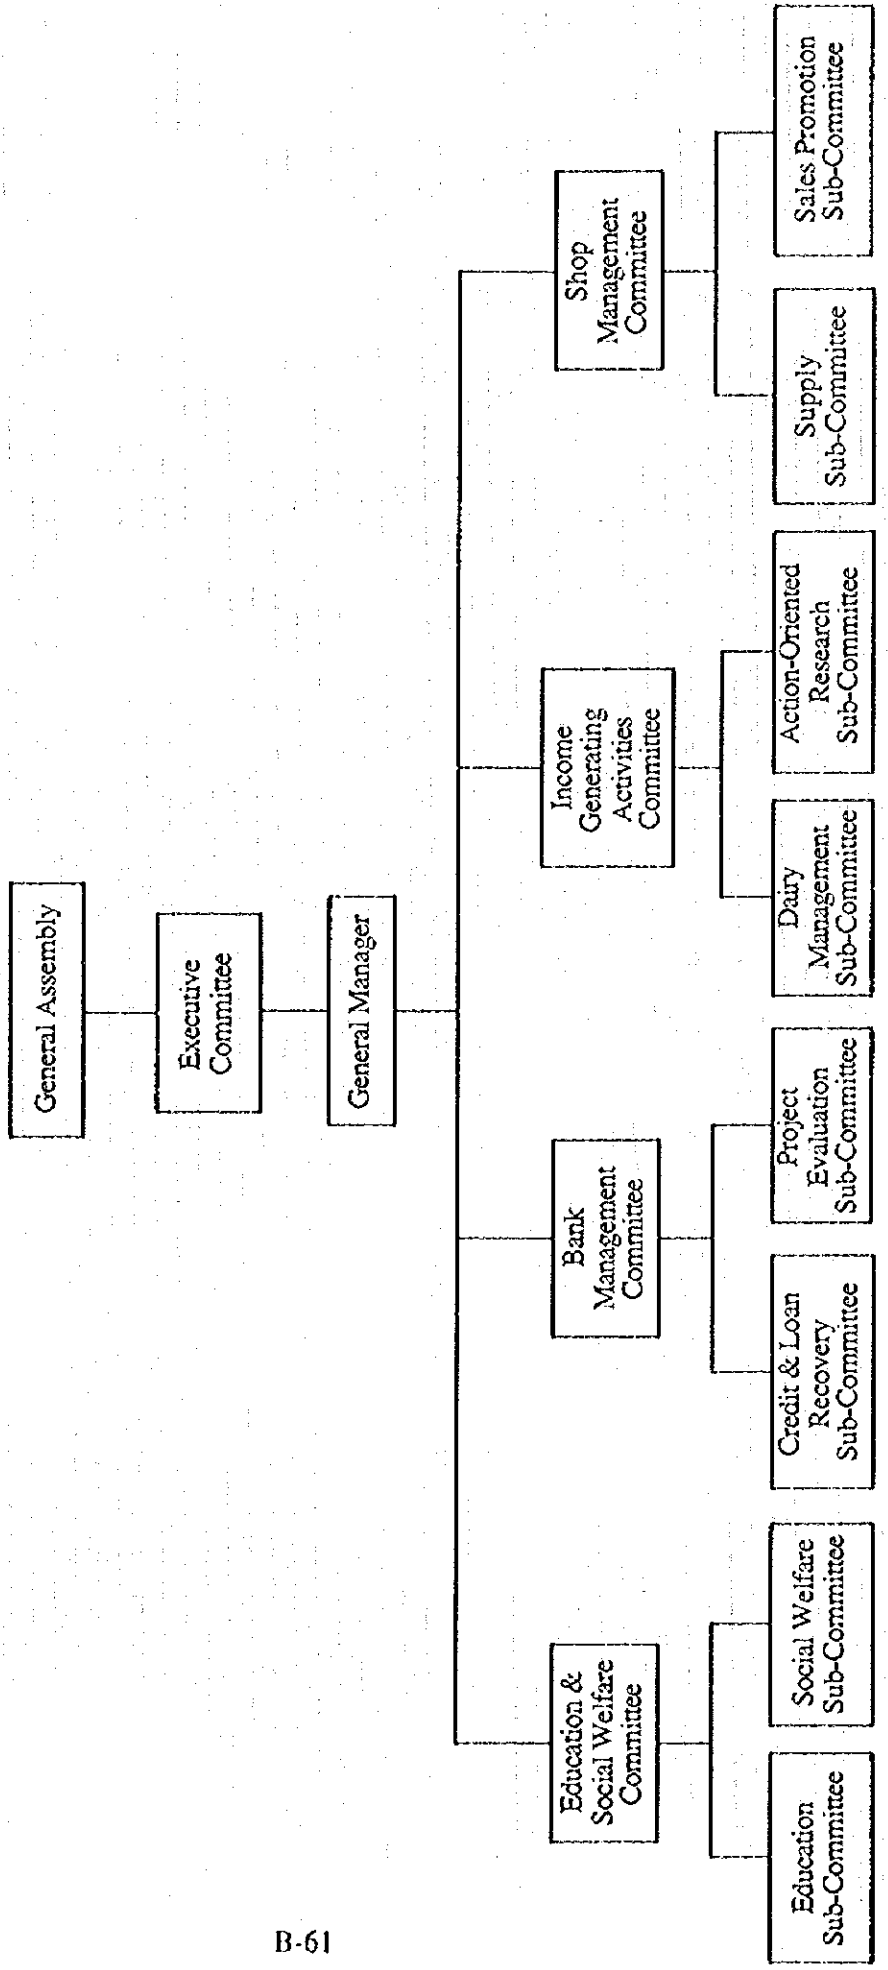 General Assembly
Executive
Committee
General Manager
Education &
Social Welfare
Committee
Bank
Management
Committee
Income
Generating
Activities
Committee
Shop
Management
Committee
Education
Sub-Committee
Social Welfare
Sub-Committee
Credit & Loan
Recovery
Sub-Committee
Project
Evaluation
Sub-Committee
Dairy
Management
Sub-Committee
Action-Oriented
Research
Sub-Committee
Supply
Sub-Committee
Sales Promotion
Sub-Committee
B-61